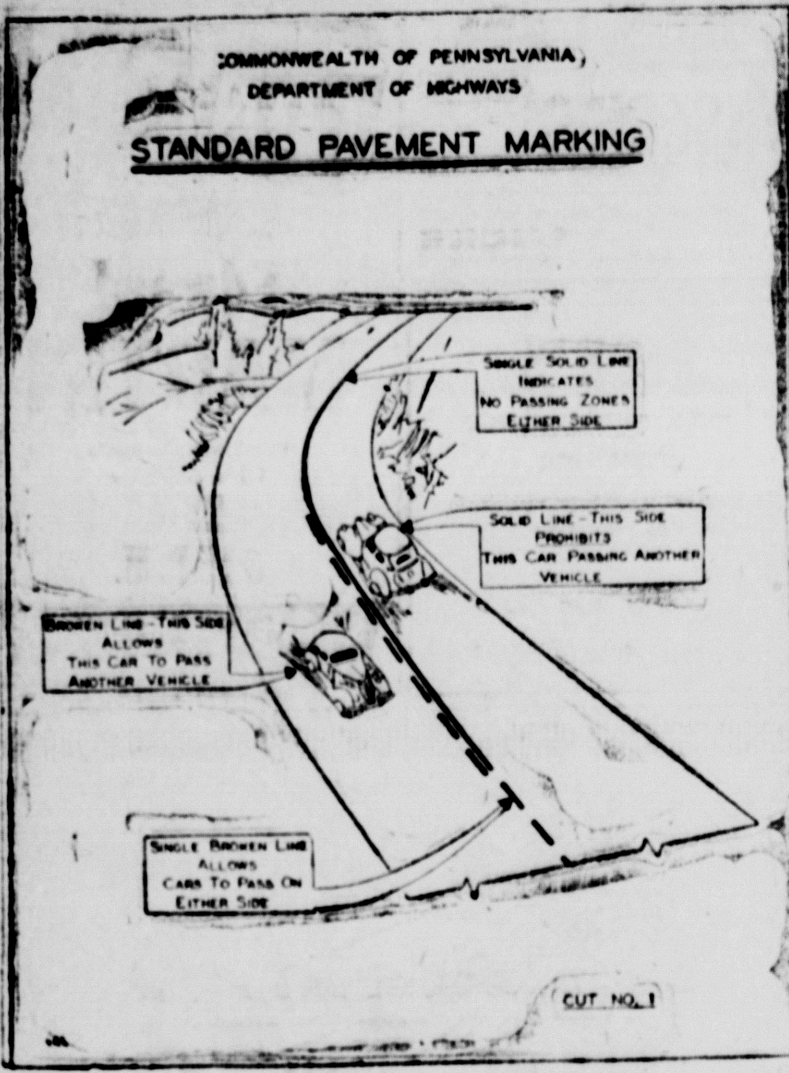 COMMONWEALTH OF PENNSYLVANIA,
DEPARTMENT OF HIGHWAYS
STANDARD PAVEMENT MARKING
SINGLE SOLID LINE
INDICATES
NO PASSING ZONES
EITHER SIDE
SOLID LINE - THIS SIDE
PROHIBITS
THIS CAR PASSING ANOTHER
VEHICLE
BROKEN LINE - THIS SIDE
ALLOWS
THIS CAR TO PASS
ANOTHER VEHICLE
SINGLE BROKEN LINE
ALLOWS
CARS TO PASS ON
EITHER SIDE
CUT NO. 1